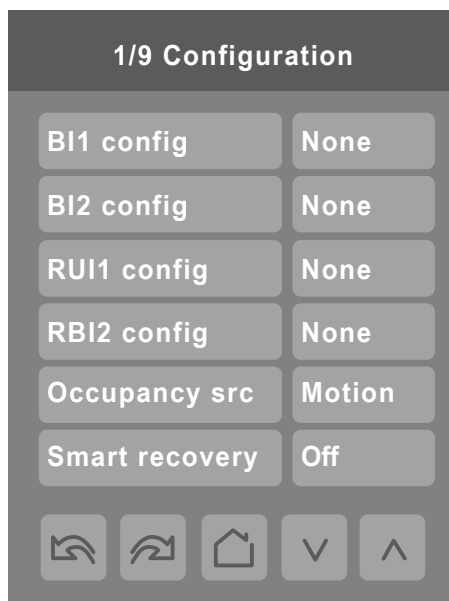 1/9 Configuration
BI1 config None
BI2 config None
RUI1 config None
RBI2 config None
Occupancy src Motion
Smart recovery Off